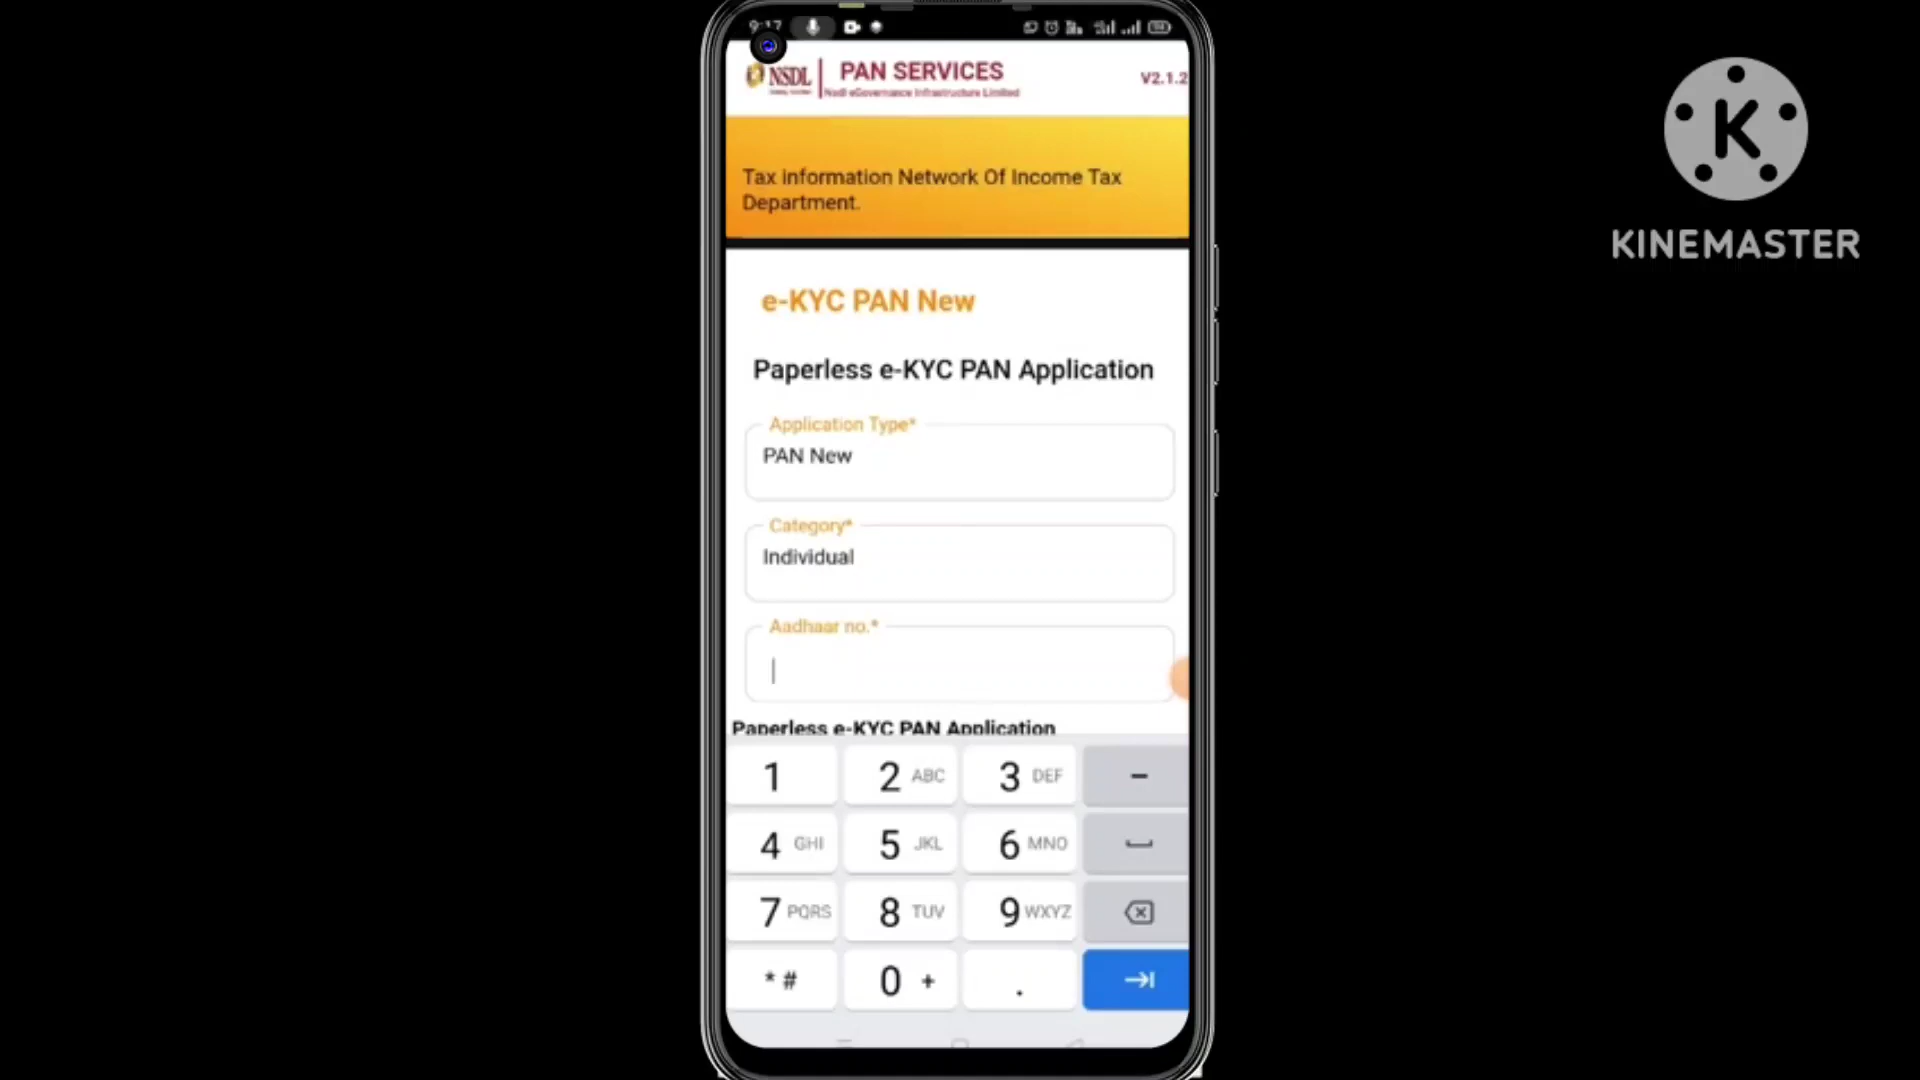 9:17
NSDL
PAN SERVICES
Nsdl eGovernance Infrastructure Limited
V2.1.2
Tax information Network Of Income Tax
Department.
e-KYC PAN New
Paperless e-KYC PAN Application
Application Type*
PAN New
Category*
Individual
Aadhaar no.*
Paperless e-KYC PAN Application
1 2 ABC 3 DEF -
4 GHI 5 JKL 6 MNO
7 PQRS 8 TUV 9 WXYZ
* # 0 + .
K
KINEMASTER